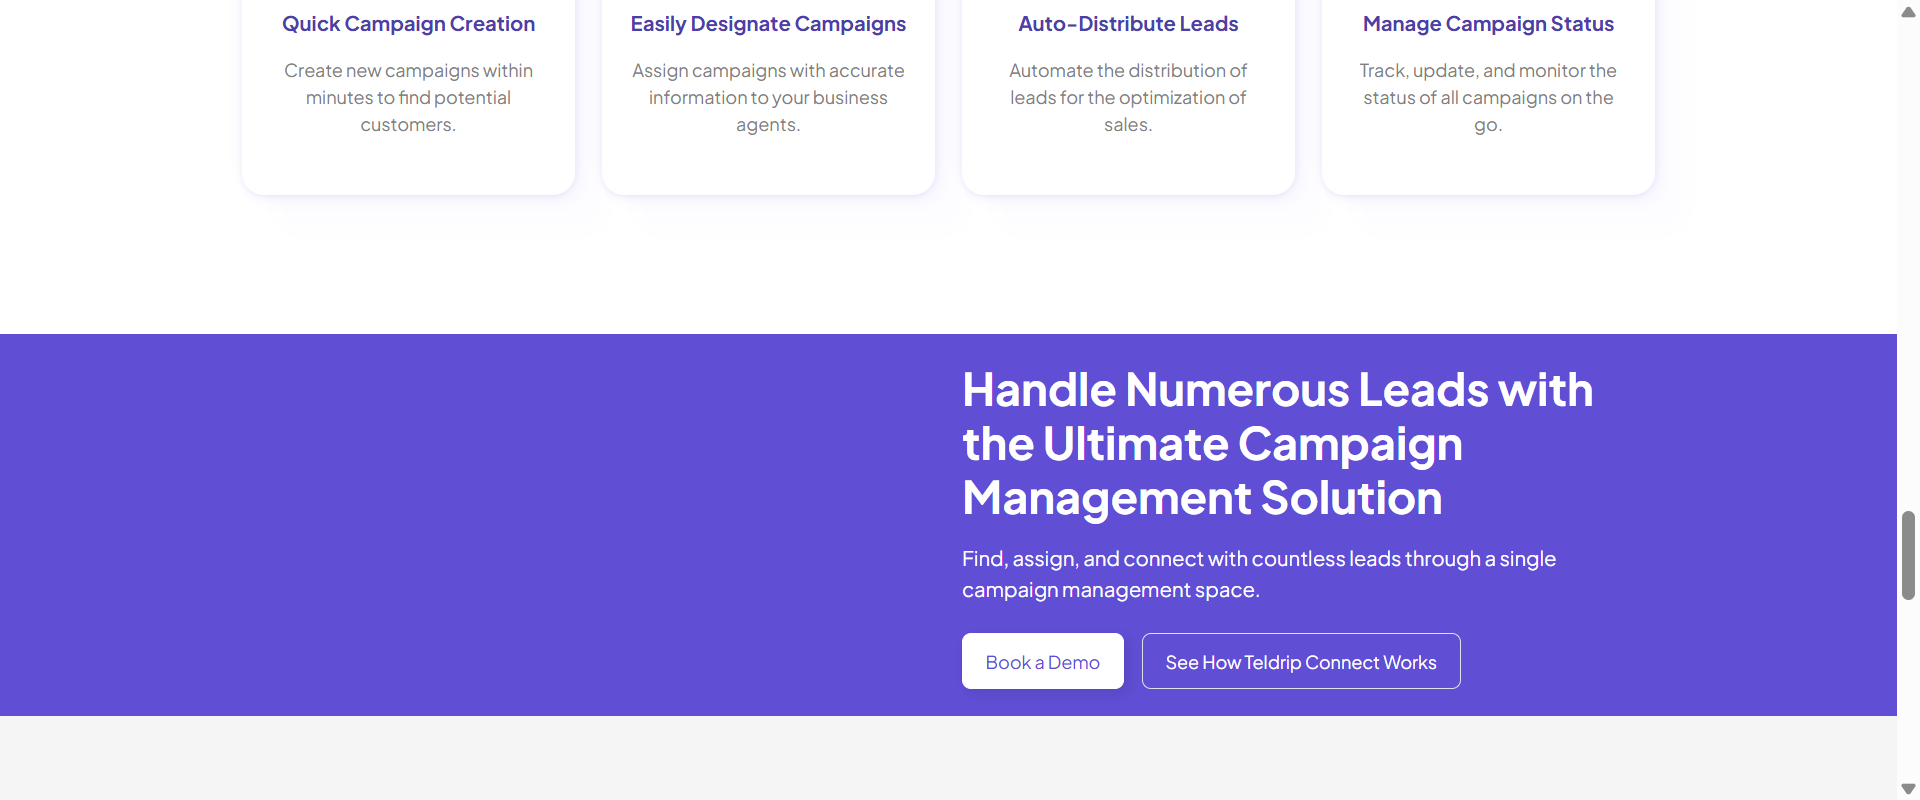 Quick Campaign Creation
Create new campaigns within
minutes to find potential
customers.
Easily Designate Campaigns
Assign campaigns with accurate
information to your business
agents.
Auto-Distribute Leads
Automate the distribution of
leads for the optimization of
sales.
Manage Campaign Status
Track, update, and monitor the
status of all campaigns on the
go.
Handle Numerous Leads with
the Ultimate Campaign
Management Solution
Find, assign, and connect with countless leads through a single
campaign management space.
Book a Demo
See How Teldrip Connect Works